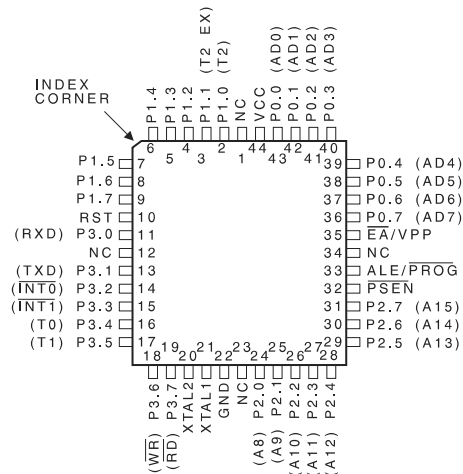 INDEX
CORNER
P1.4
P1.3
P1.2
P1.1 (T2 EX)
P1.0 (T2)
NC
VCC
P0.0 (AD0)
P0.1 (AD1)
P0.2 (AD2)
P0.3 (AD3)
6
5
4
3
2
1
44
43
42
41
40
P1.5 7
P1.6 8
P1.7 9
RST 10
(RXD) P3.0 11
NC 12
(TXD) P3.1 13
(INT0) P3.2 14
(INT1) P3.3 15
(T0) P3.4 16
(T1) P3.5 17
39 P0.4 (AD4)
38 P0.5 (AD5)
37 P0.6 (AD6)
36 P0.7 (AD7)
35 EA/VPP
34 NC
33 ALE/PROG
32 PSEN
31 P2.7 (A15)
30 P2.6 (A14)
29 P2.5 (A13)
18
19
20
21
22
23
24
25
26
27
28
(WR) P3.6
(RD) P3.7
XTAL2
XTAL1
GND
NC
(A8) P2.0
(A9) P2.1
(A10) P2.2
(A11) P2.3
(A12) P2.4